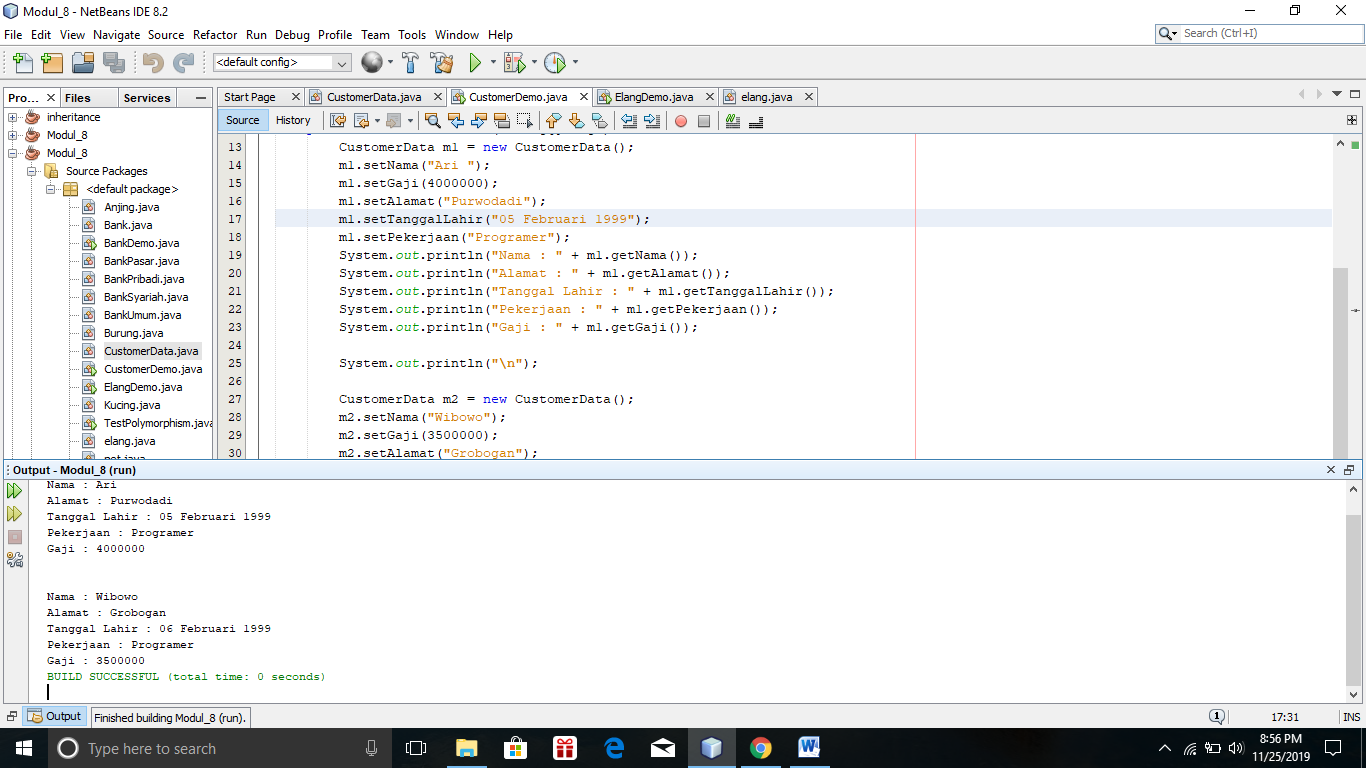 Modul_8 - NetBeans IDE 8.2
File Edit View Navigate Source Refactor Run Debug Profile Team Tools Window Help
Search (Ctrl+I)
<default config>
Pro... Files Services
Start Page CustomerData.java CustomerDemo.java ElangDemo.java elang.java
Source History
inheritance
Modul_8
Modul_8
Source Packages
<default package>
Anjing.java
Bank.java
BankDemo.java
BankPasar.java
BankPribadi.java
BankSyariah.java
BankUmum.java
Burung.java
CustomerData.java
CustomerDemo.java
ElangDemo.java
Kucing.java
TestPolymorphism.java
elang.java
13 CustomerData m1 = new CustomerData();
14 m1.setNama("Ari ");
15 m1.setGaji(4000000);
16 m1.setAlamat("Purwodadi");
17 m1.setTanggalLahir("05 Februari 1999");
18 m1.setPekerjaan("Programer");
19 System.out.println("Nama : " + m1.getNama());
20 System.out.println("Alamat : " + m1.getAlamat());
21 System.out.println("Tanggal Lahir : " + m1.getTanggalLahir());
22 System.out.println("Pekerjaan : " + m1.getPekerjaan());
23 System.out.println("Gaji : " + m1.getGaji());
24
25 System.out.println("\n");
26
27 CustomerData m2 = new CustomerData();
28 m2.setNama("Wibowo");
29 m2.setGaji(3500000);
30 m2.setAlamat("Grobogan");
Output - Modul_8 (run)
Nama : Ari
Alamat : Purwodadi
Tanggal Lahir : 05 Februari 1999
Pekerjaan : Programer
Gaji : 4000000
Nama : Wibowo
Alamat : Grobogan
Tanggal Lahir : 06 Februari 1999
Pekerjaan : Programer
Gaji : 3500000
BUILD SUCCESSFUL (total time: 0 seconds)
Output
Finished building Modul_8 (run).
1
17:31 INS
Type here to search
8:56 PM
11/25/2019